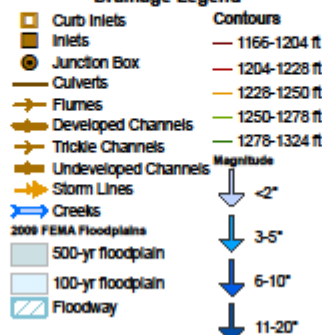 Drainage Legend
Curb Inlets
Inlets
Junction Box
Culverts
Flumes
Developed Channels
Trickle Channels
Undeveloped Channels
Storm Lines
Creeks
2009 FEMA Floodplains
500-yr floodplain
100-yr floodplain
Floodway
Contours
1166-1204 ft
1204-1228 ft
1228-1250 ft
1250-1278 ft
1278-1324 ft
Magnitude
<2"
3-5"
6-10"
11-20"